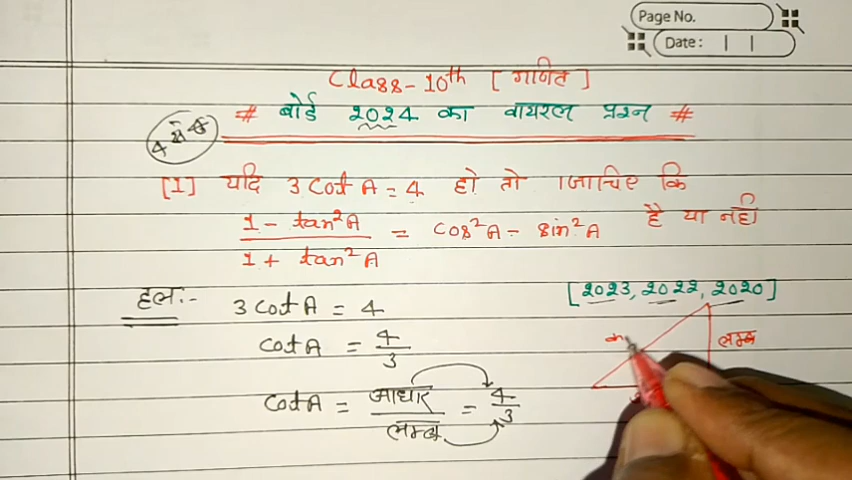 Page No.
Date: | |
Class-10th [गणित]
# बोर्ड 2024 का वायरल प्रश्न #
[1] यदि 3 Cot A = 4 हो तो जाचिए कि
1 - tan²A / 1 + tan²A = Cos²A - Sin²A है या नहीं
[2023, 2022, 2020]
हल:- 3 Cot A = 4
Cot A = 4/3
लम्ब
Cot A = आधार / लम्ब = 4/3